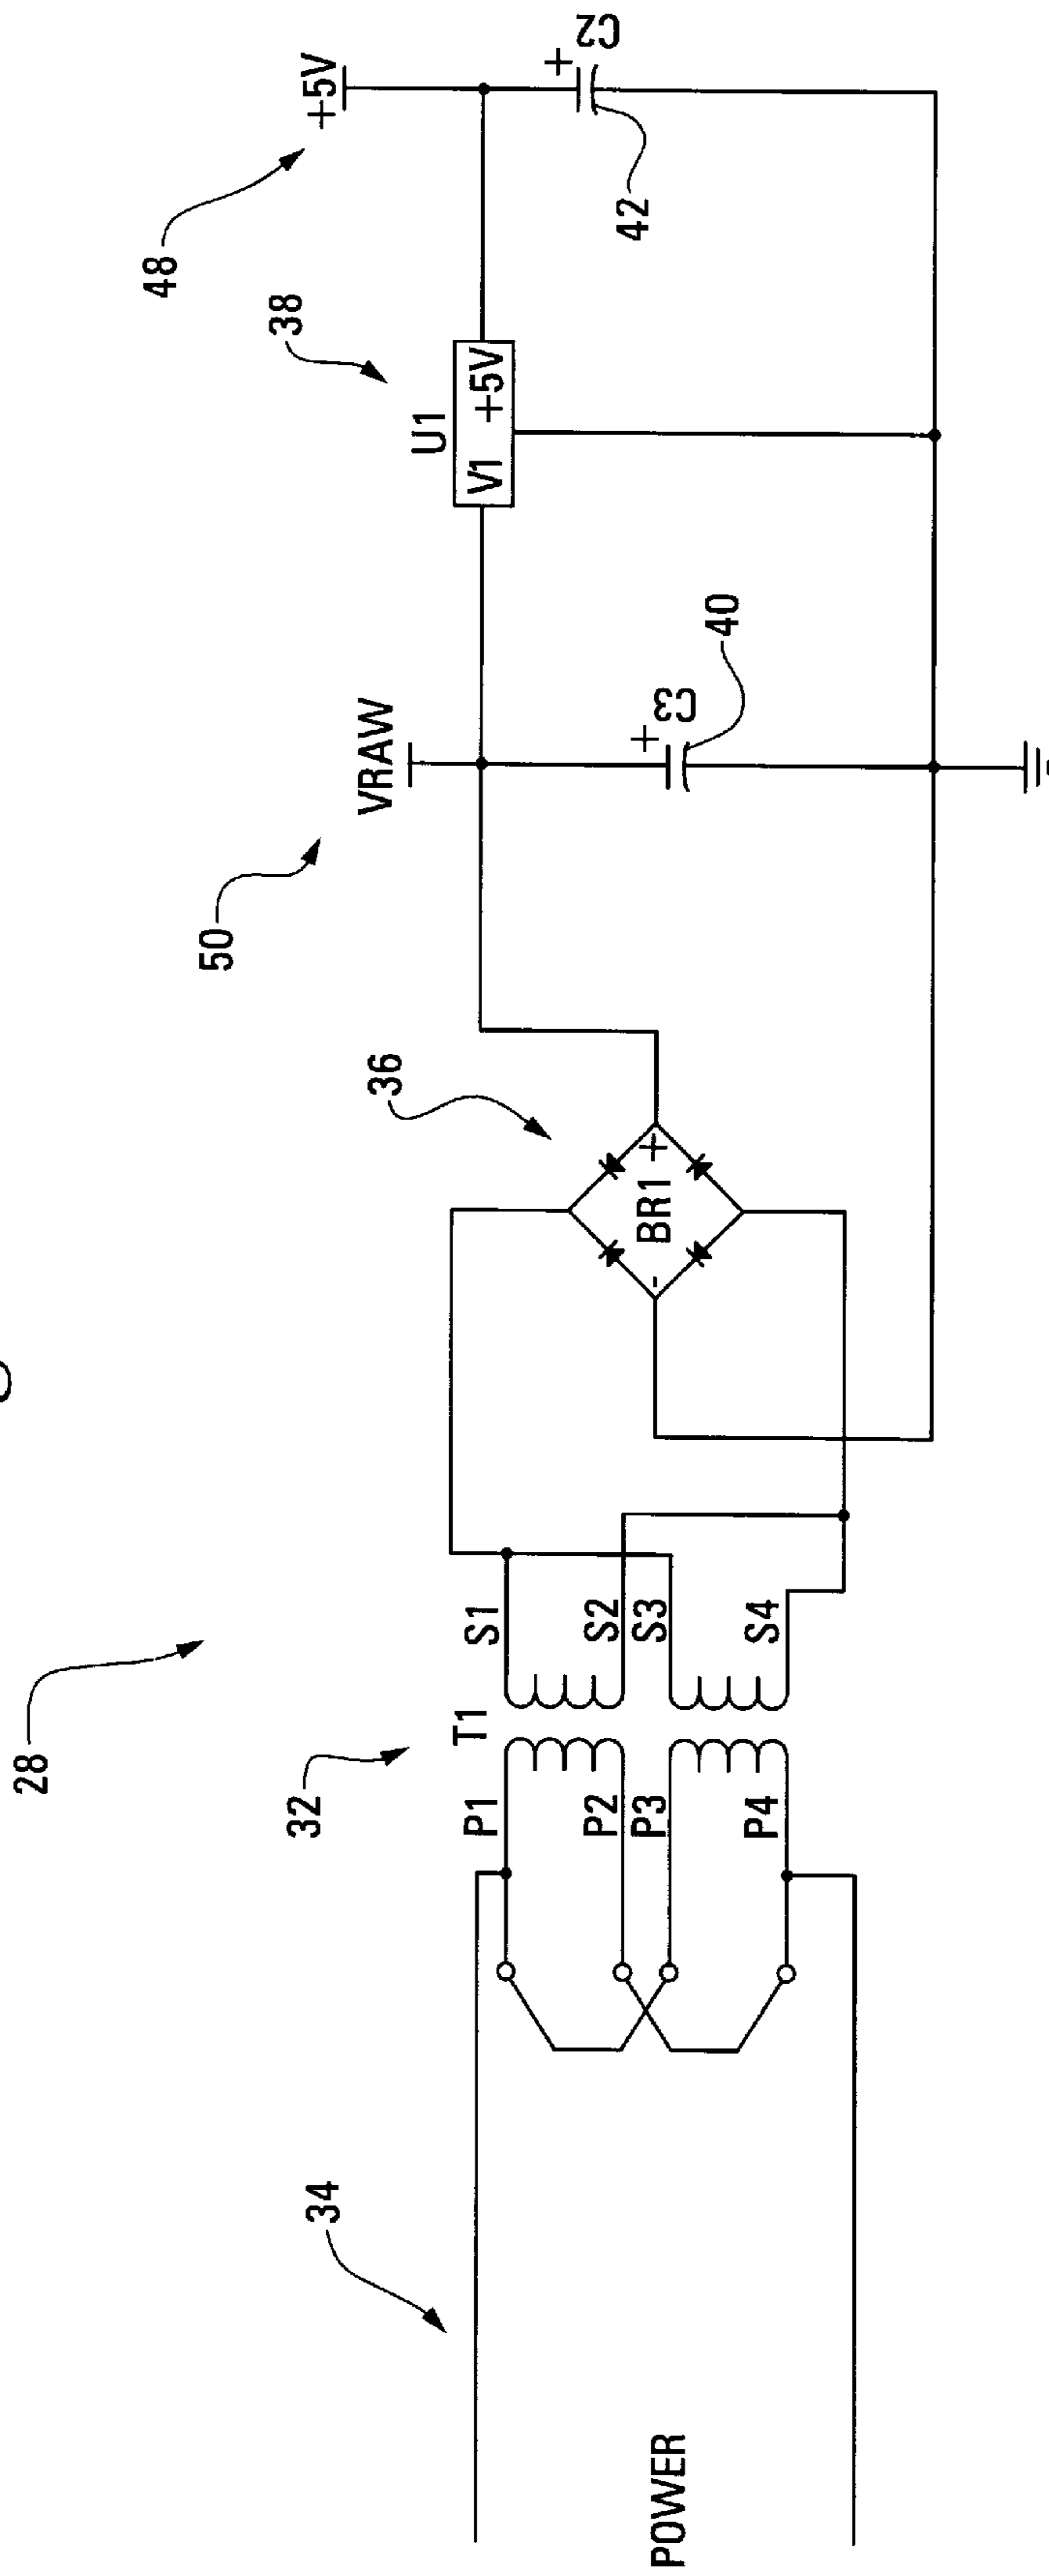 28
34
POWER
32
T1
P1
P2
P3
P4
S1
S2
S3
S4
36
BR1
+
-
50
VRAW
+
C3
40
38
U1
V1 +5V
48
+5V
+
C2
42